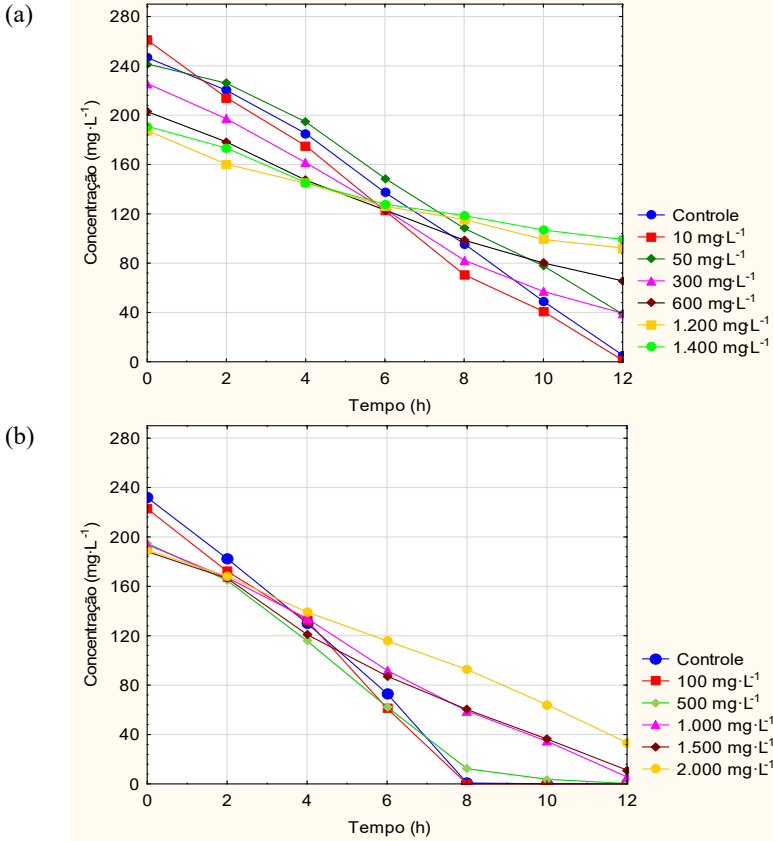 (a)
280
240
200
160
120
80
40
0
Concentração (mg·L⁻¹)
0 2 4 6 8 10 12
Tempo (h)
Controle
10 mg·L⁻¹
50 mg·L⁻¹
300 mg·L⁻¹
600 mg·L⁻¹
1.200 mg·L⁻¹
1.400 mg·L⁻¹
(b)
280
240
200
160
120
80
40
0
Concentração (mg·L⁻¹)
0 2 4 6 8 10 12
Tempo (h)
Controle
100 mg·L⁻¹
500 mg·L⁻¹
1.000 mg·L⁻¹
1.500 mg·L⁻¹
2.000 mg·L⁻¹